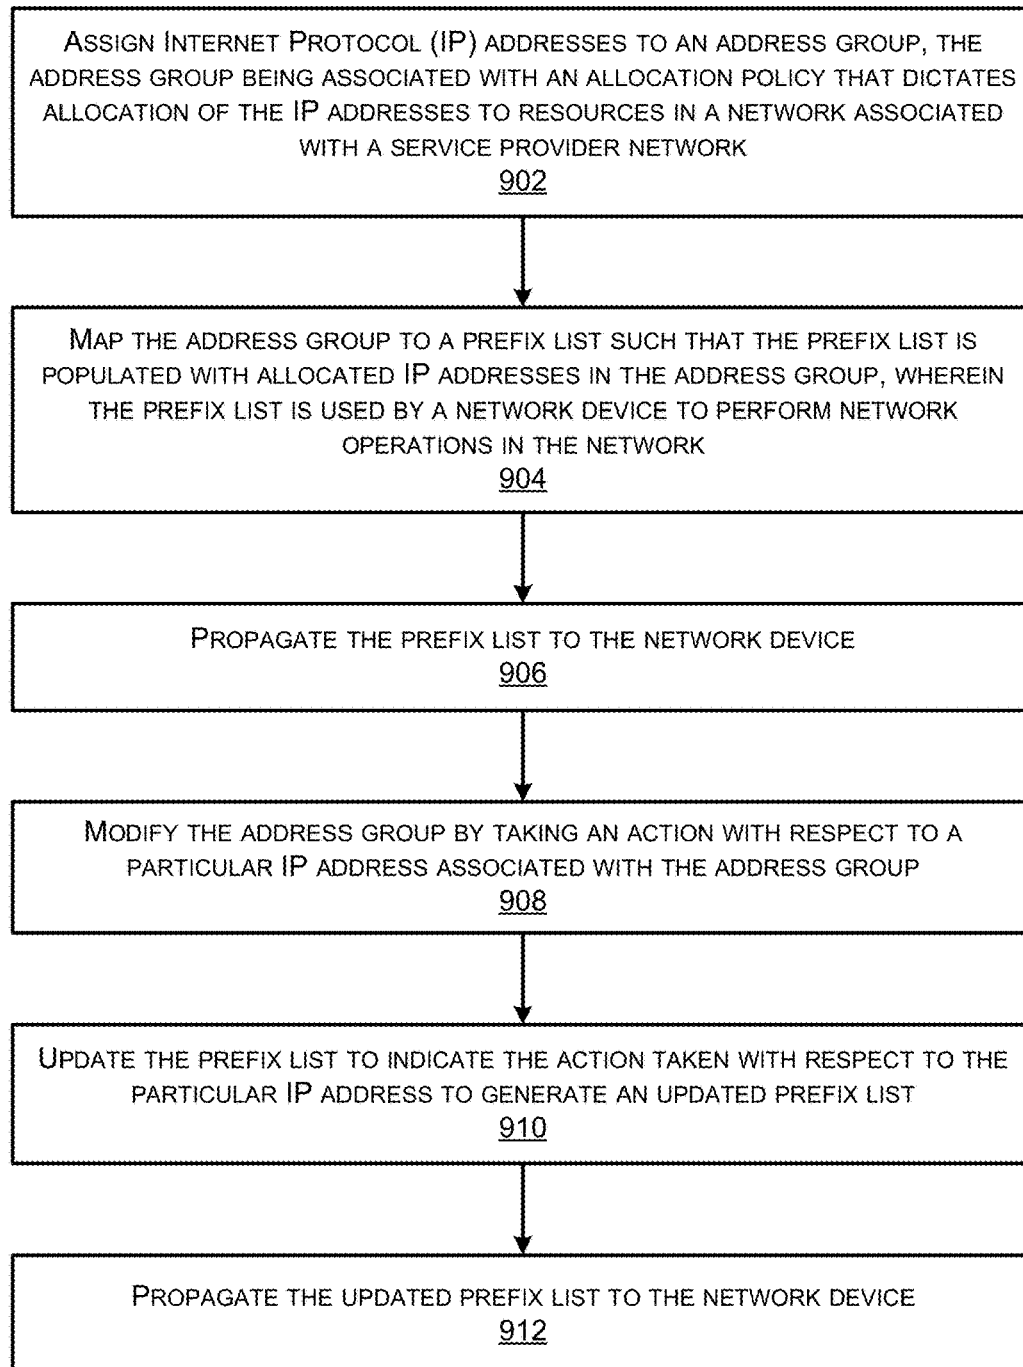 ASSIGN INTERNET PROTOCOL (IP) ADDRESSES TO AN ADDRESS GROUP, THE
ADDRESS GROUP BEING ASSOCIATED WITH AN ALLOCATION POLICY THAT DICTATES
ALLOCATION OF THE IP ADDRESSES TO RESOURCES IN A NETWORK ASSOCIATED
WITH A SERVICE PROVIDER NETWORK
902
MAP THE ADDRESS GROUP TO A PREFIX LIST SUCH THAT THE PREFIX LIST IS
POPULATED WITH ALLOCATED IP ADDRESSES IN THE ADDRESS GROUP, WHEREIN
THE PREFIX LIST IS USED BY A NETWORK DEVICE TO PERFORM NETWORK
OPERATIONS IN THE NETWORK
904
PROPAGATE THE PREFIX LIST TO THE NETWORK DEVICE
906
MODIFY THE ADDRESS GROUP BY TAKING AN ACTION WITH RESPECT TO A
PARTICULAR IP ADDRESS ASSOCIATED WITH THE ADDRESS GROUP
908
UPDATE THE PREFIX LIST TO INDICATE THE ACTION TAKEN WITH RESPECT TO THE
PARTICULAR IP ADDRESS TO GENERATE AN UPDATED PREFIX LIST
910
PROPAGATE THE UPDATED PREFIX LIST TO THE NETWORK DEVICE
912